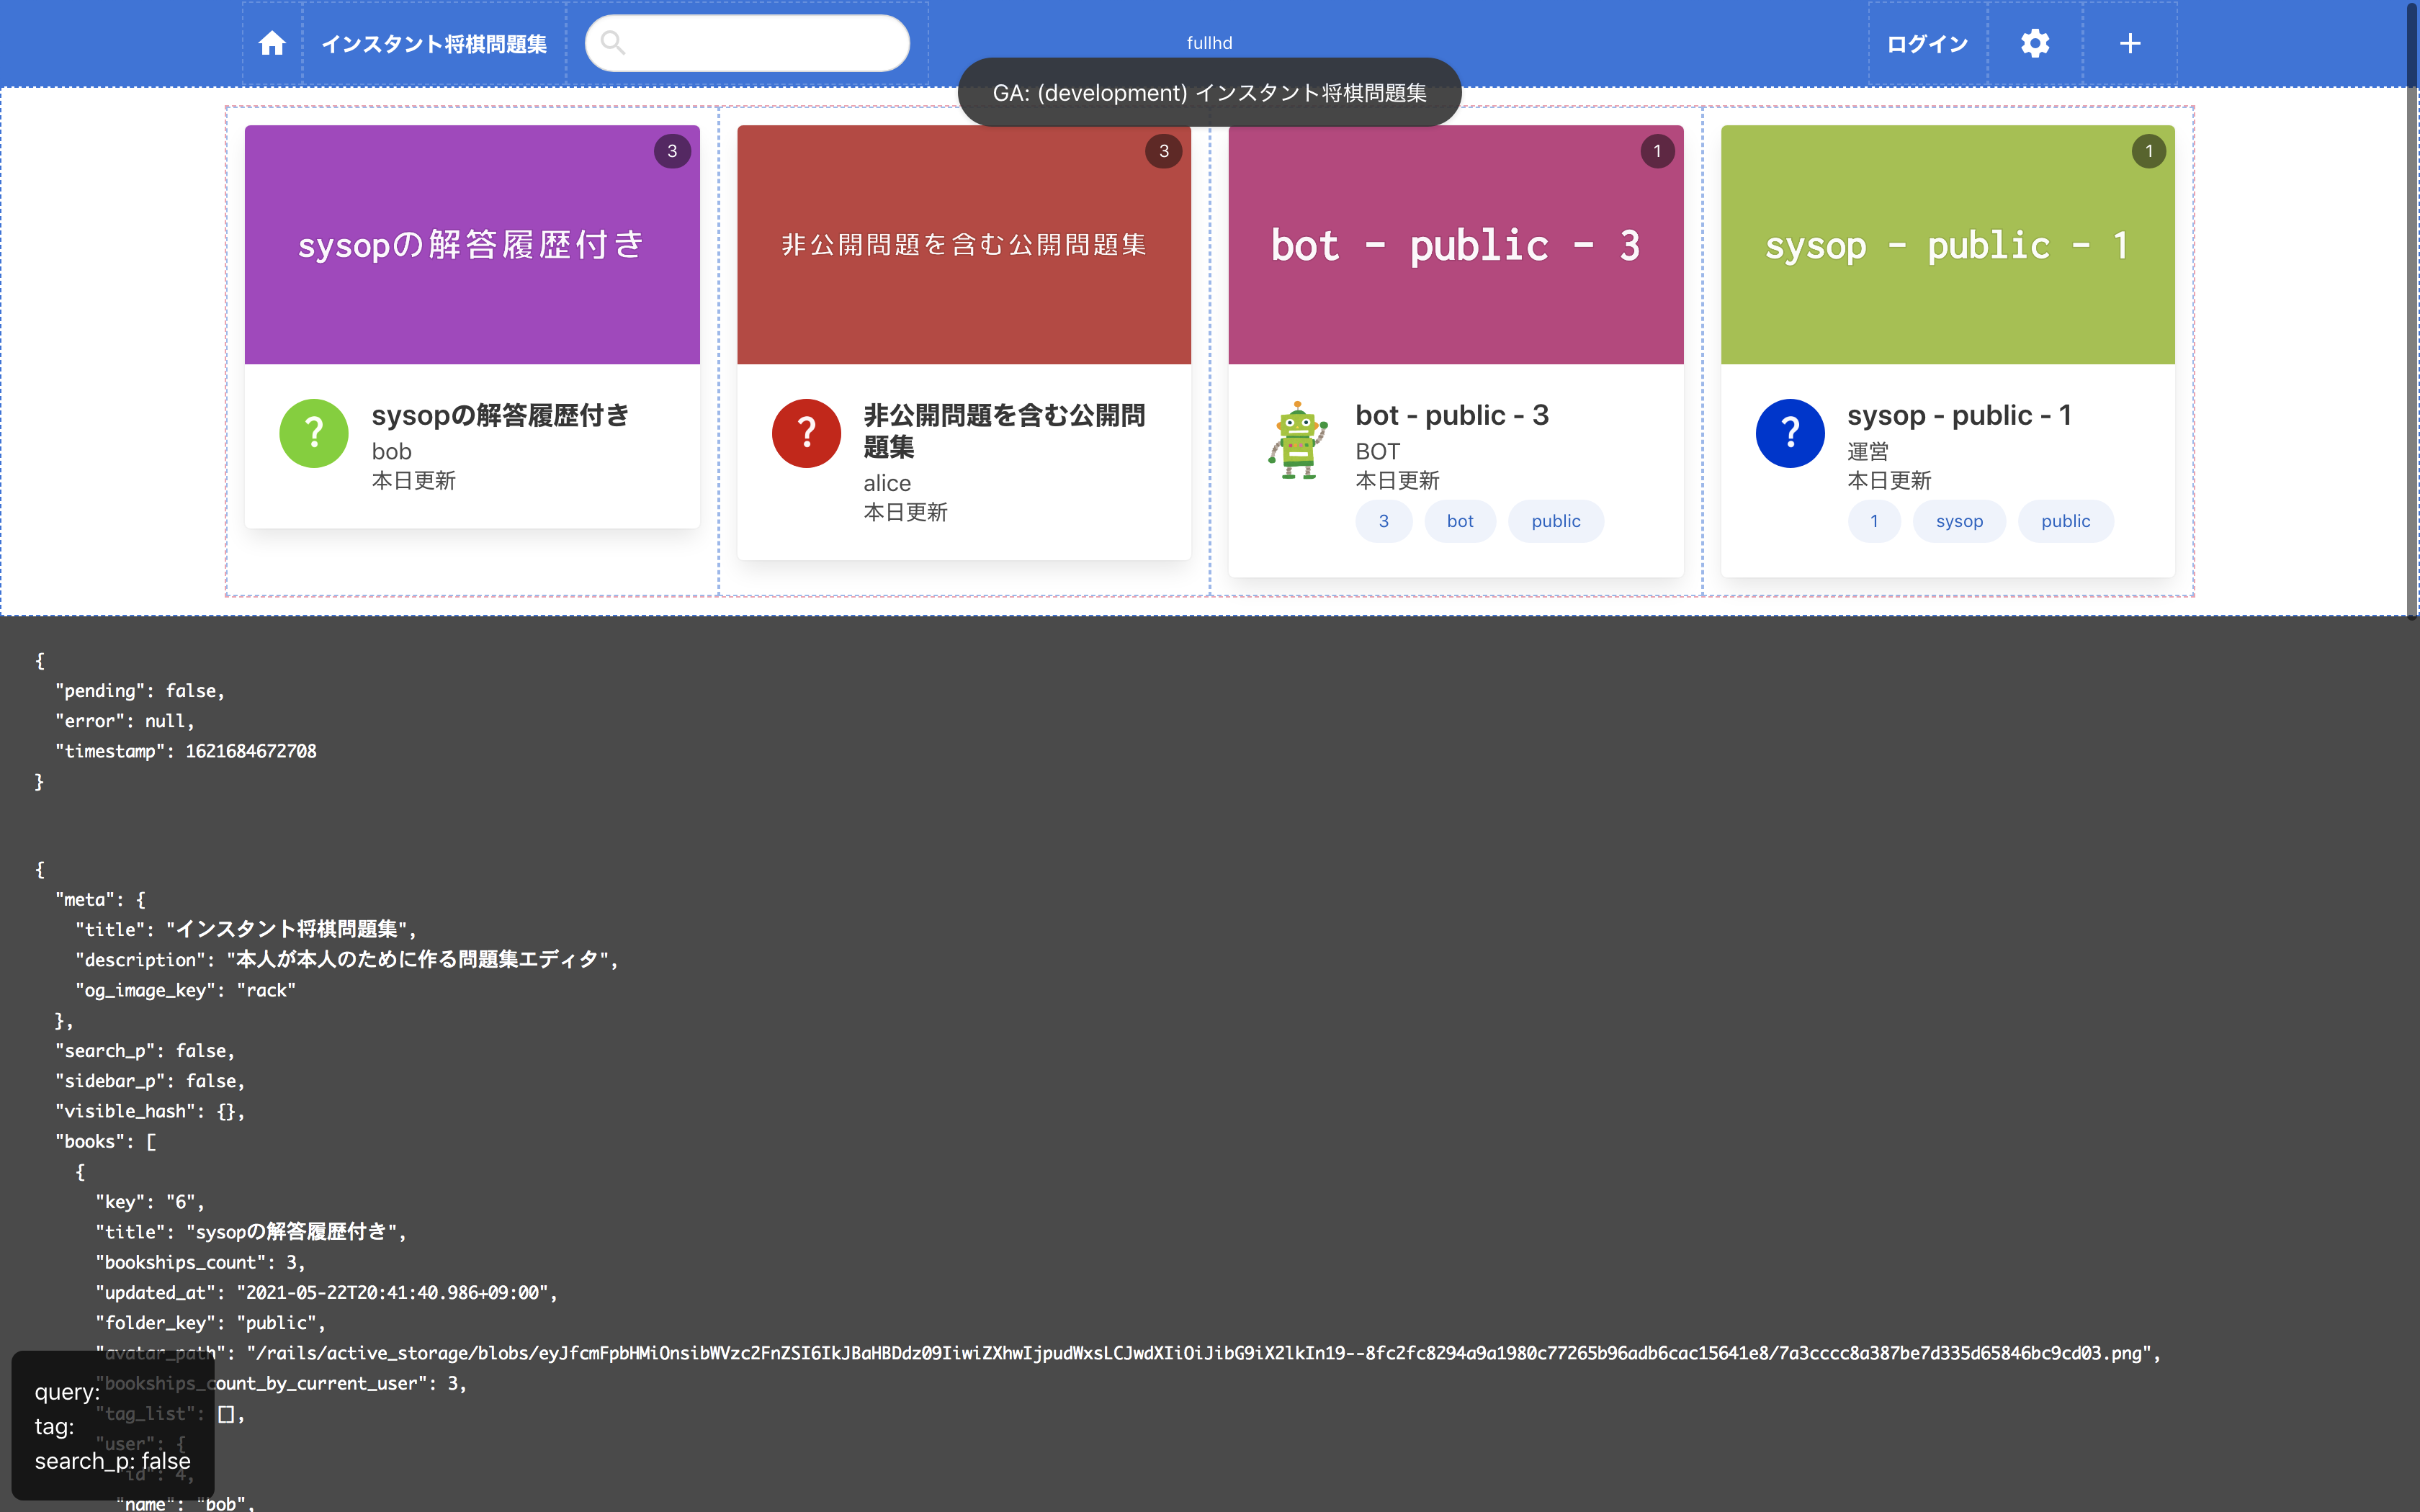 インスタント将棋問題集
fullhd
ログイン
GA: (development) インスタント将棋問題集
3
sysopの解答履歴付き
?
sysopの解答履歴付き
bob
本日更新
3
非公開問題を含む公開問題集
?
非公開問題を含む公開問
題集
alice
本日更新
1
bot - public - 3
bot - public - 3
BOT
本日更新
3 bot public
1
sysop - public - 1
?
sysop - public - 1
運営
本日更新
1 sysop public
{
"pending": false,
"error": null,
"timestamp": 1621684672708
}
{
"meta": {
"title": "インスタント将棋問題集",
"description": "本人が本人のために作る問題集エディタ",
"og_image_key": "rack"
},
"search_p": false,
"sidebar_p": false,
"visible_hash": {},
"books": [
{
"key": "6",
"title": "sysopの解答履歴付き",
"bookships_count": 3,
"updated_at": "2021-05-22T20:41:40.986+09:00",
"folder_key": "public",
"avatar_path": "/rails/active_storage/blobs/eyJfcmFpbHMiOnsibWVzc2FnZSI6IkJBaHBDdz09IiwiZXhwIjpudWxsLCJwdXIiOiJibG9iX2lkIn19--8fc2fc8294a9a1980c77265b96adb6cac15641e8/7a3cccc8a387be7d335d65846bc9cd03.png",
"bookships_count_by_current_user": 3,
"tag_list": [],
"user": {
"id": 4,
"name": "bob",
query:
tag:
search_p: false